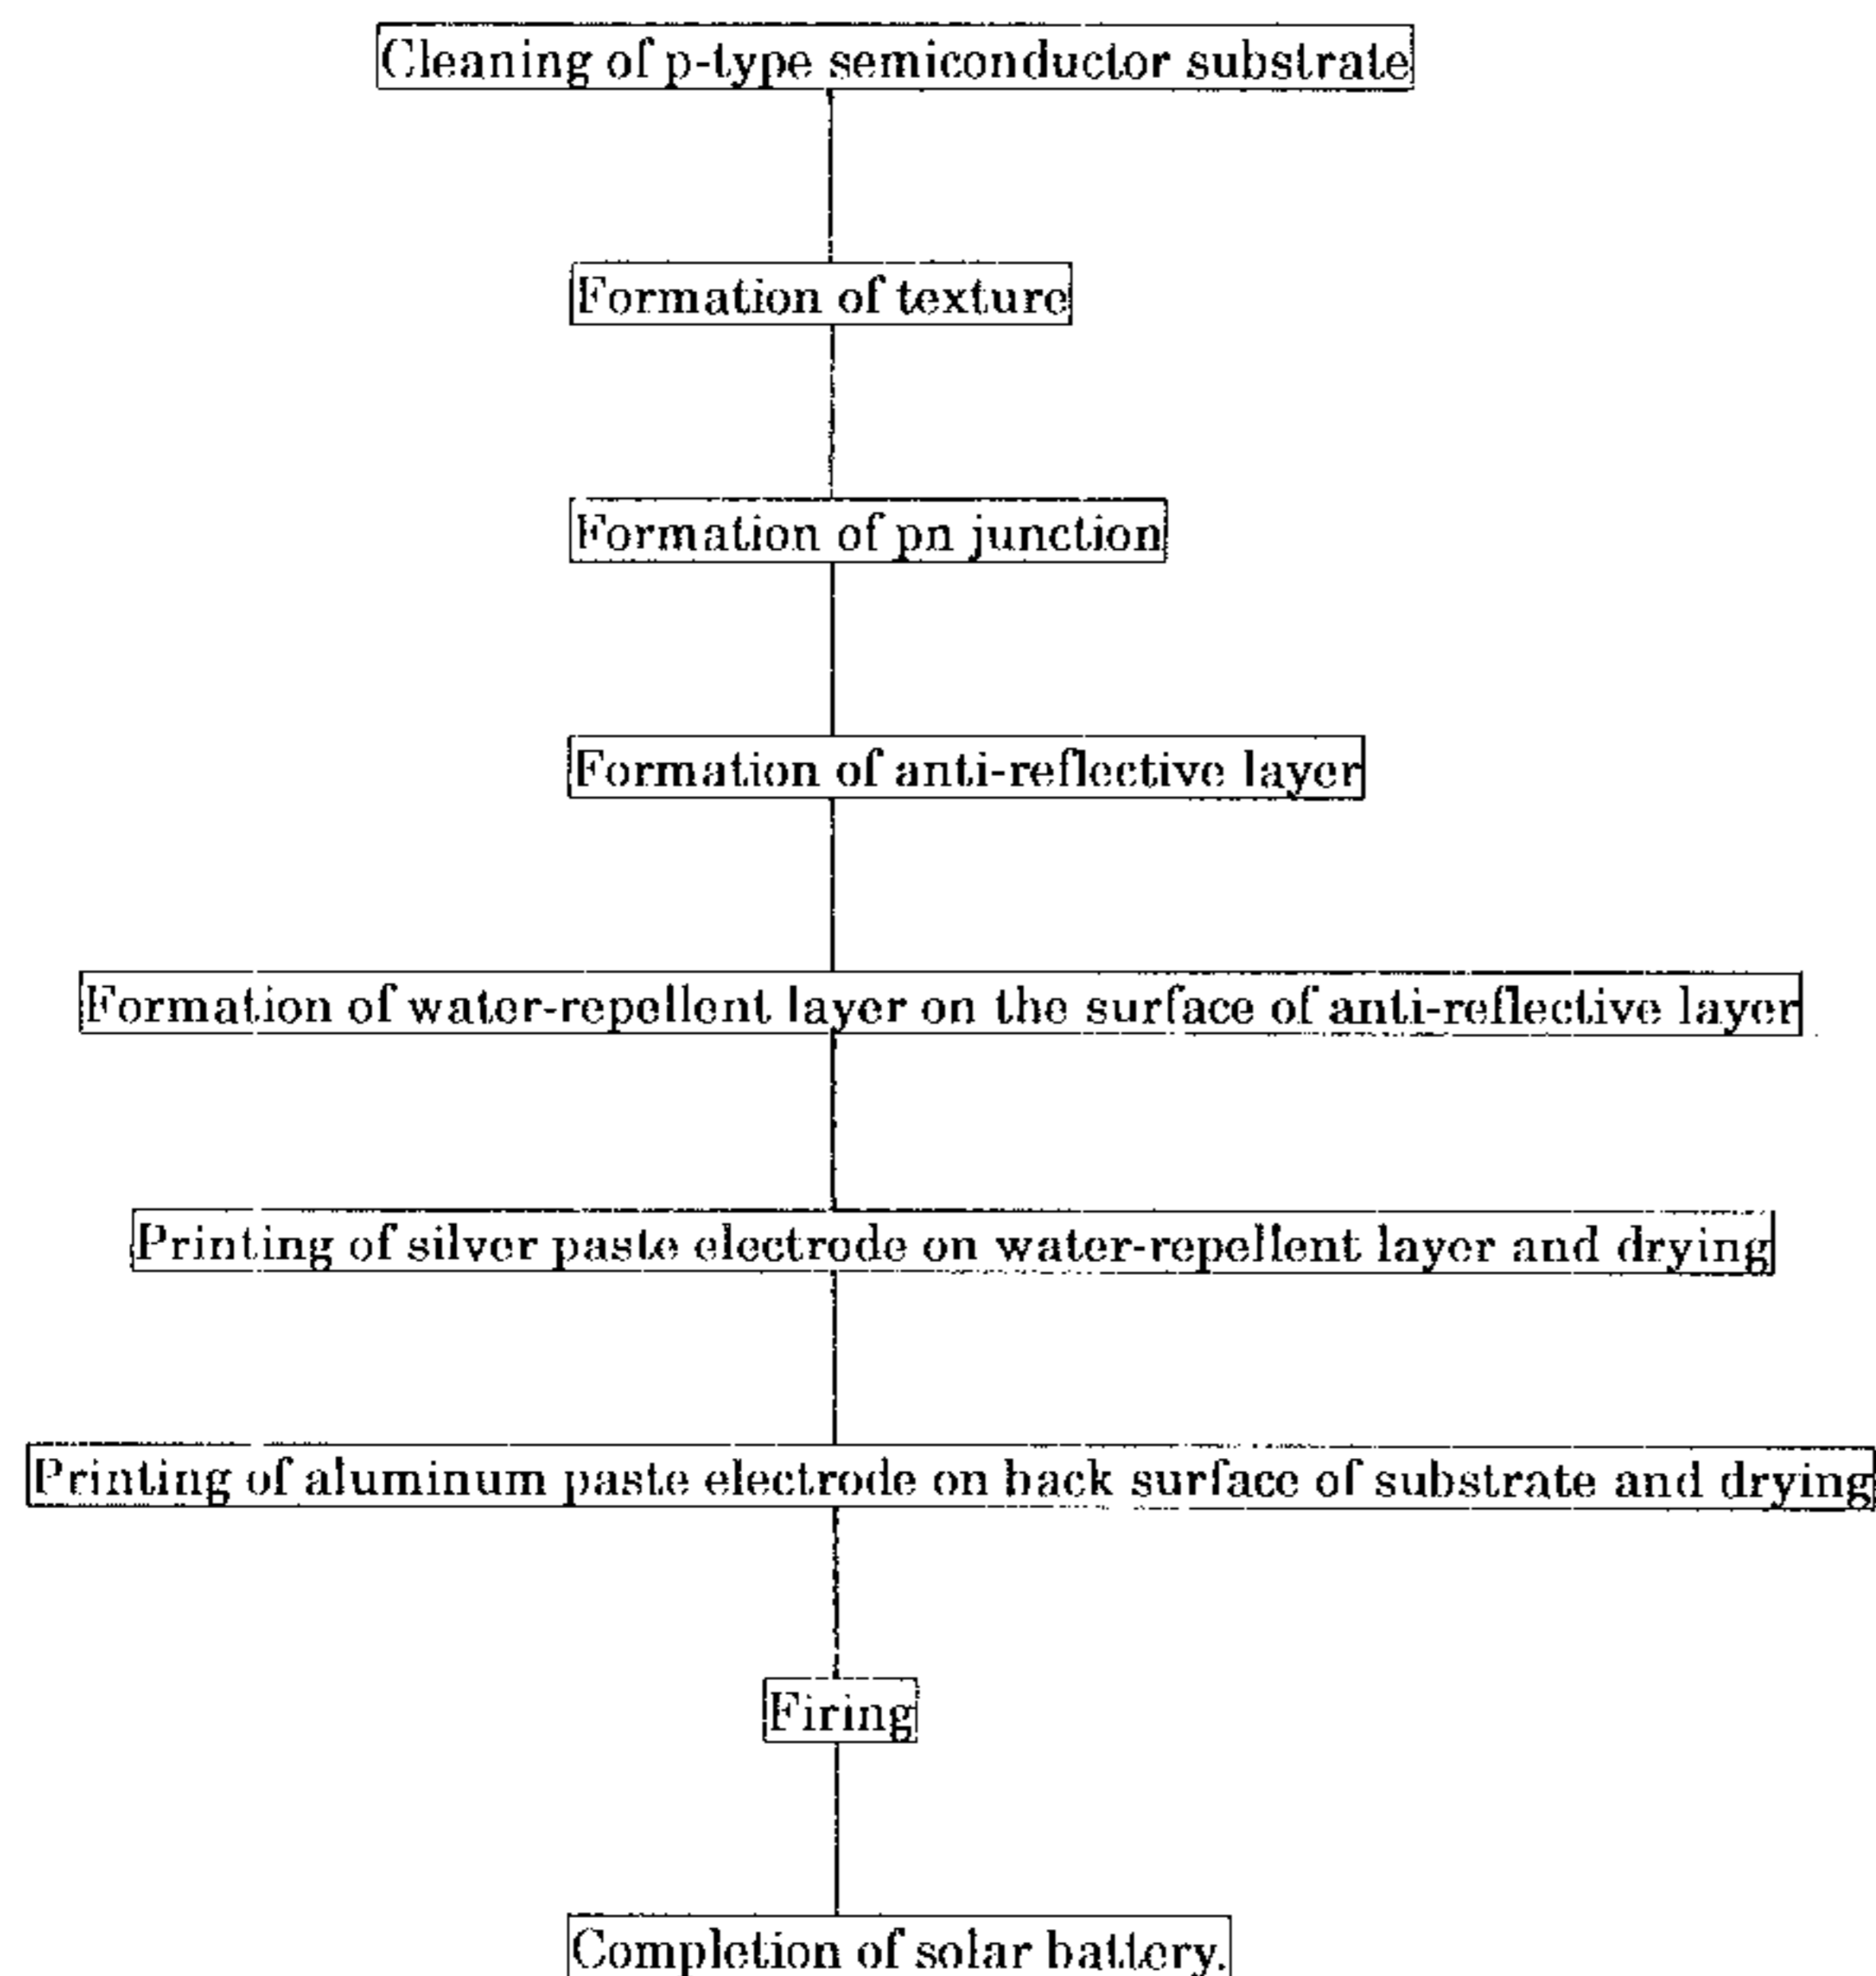 Cleaning of p-type semiconductor substrate
Formation of texture
Formation of pn junction
Formation of anti-reflective layer
Formation of water-repellent layer on the surface of anti-reflective layer
Printing of silver paste electrode on water-repellent layer and drying
Printing of aluminum paste electrode on back surface of substrate and drying
Firing
Completion of solar battery.